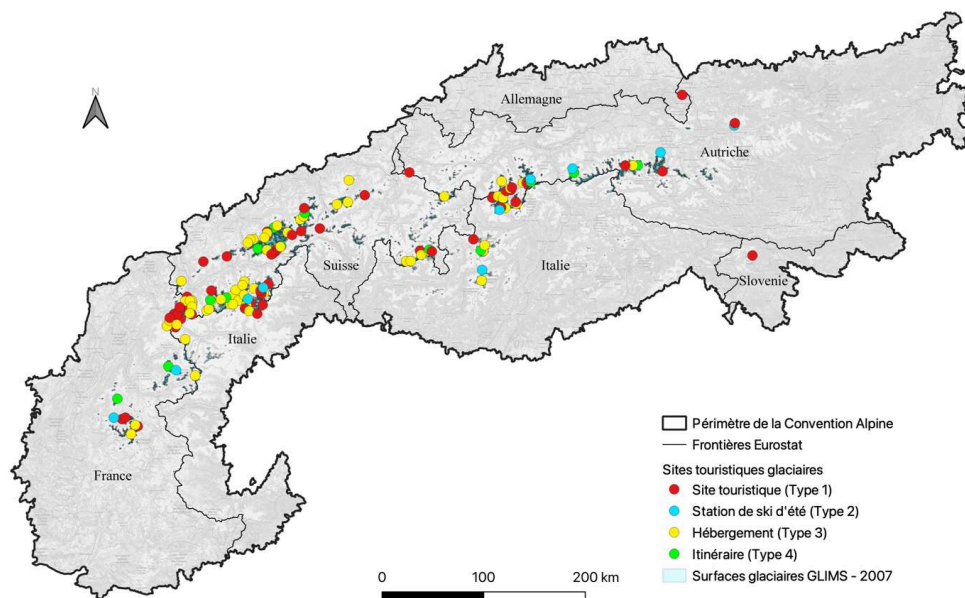 N
Allemagne
Autriche
Suisse
Italie
Slovenie
Italie
France
Périmètre de la Convention Alpine
Frontières Eurostat
Sites touristiques glaciaires
Site touristique (Type 1)
Station de ski d'été (Type 2)
Hébergement (Type 3)
Itinéraire (Type 4)
Surfaces glaciaires GLIMS - 2007
0 100 200 km